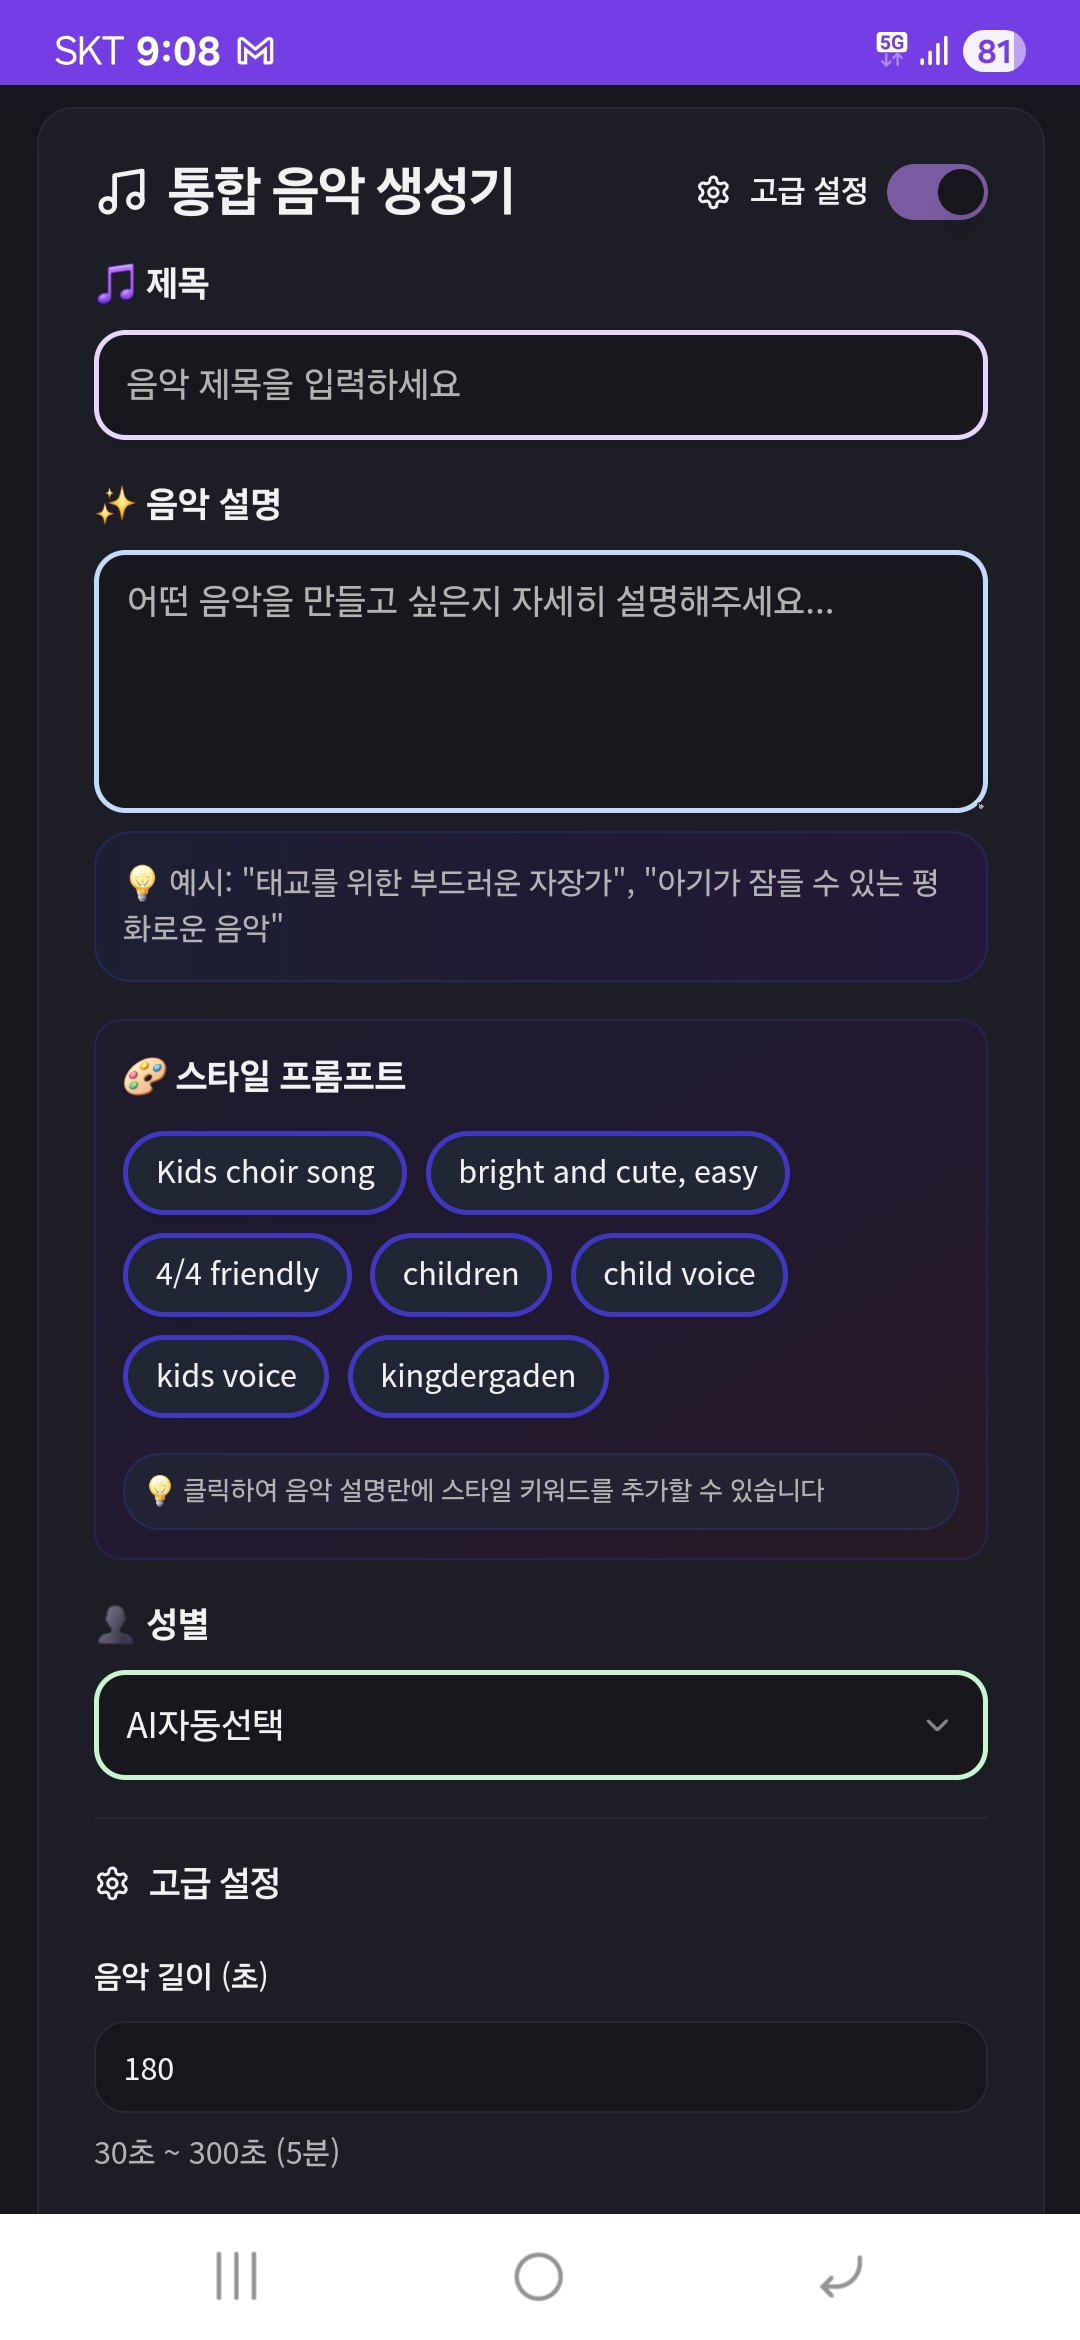 SKT 9:08
5G
81
통합 음악 생성기
고급 설정
🎵 제목
음악 제목을 입력하세요
✨ 음악 설명
어떤 음악을 만들고 싶은지 자세히 설명해주세요...
💡 예시: "태교를 위한 부드러운 자장가", "아기가 잠들 수 있는 평
화로운 음악"
🎨 스타일 프롬프트
Kids choir song
bright and cute, easy
4/4 friendly
children
child voice
kids voice
kingdergaden
💡 클릭하여 음악 설명란에 스타일 키워드를 추가할 수 있습니다
👤 성별
AI자동선택
고급 설정
음악 길이 (초)
180
30초 ~ 300초 (5분)